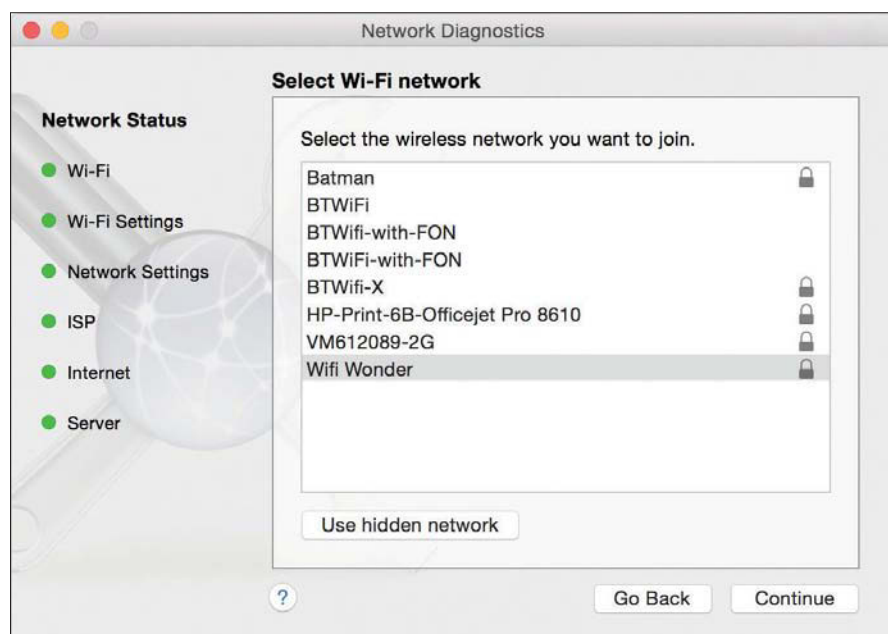 Network Diagnostics
Select Wi-Fi network
Network Status
Wi-Fi
Wi-Fi Settings
Network Settings
ISP
Internet
Server
Select the wireless network you want to join.
Batman
BTWiFi
BTWifi-with-FON
BTWiFi-with-FON
BTWifi-X
HP-Print-6B-Officejet Pro 8610
VM612089-2G
Wifi Wonder
Use hidden network
?
Go Back
Continue